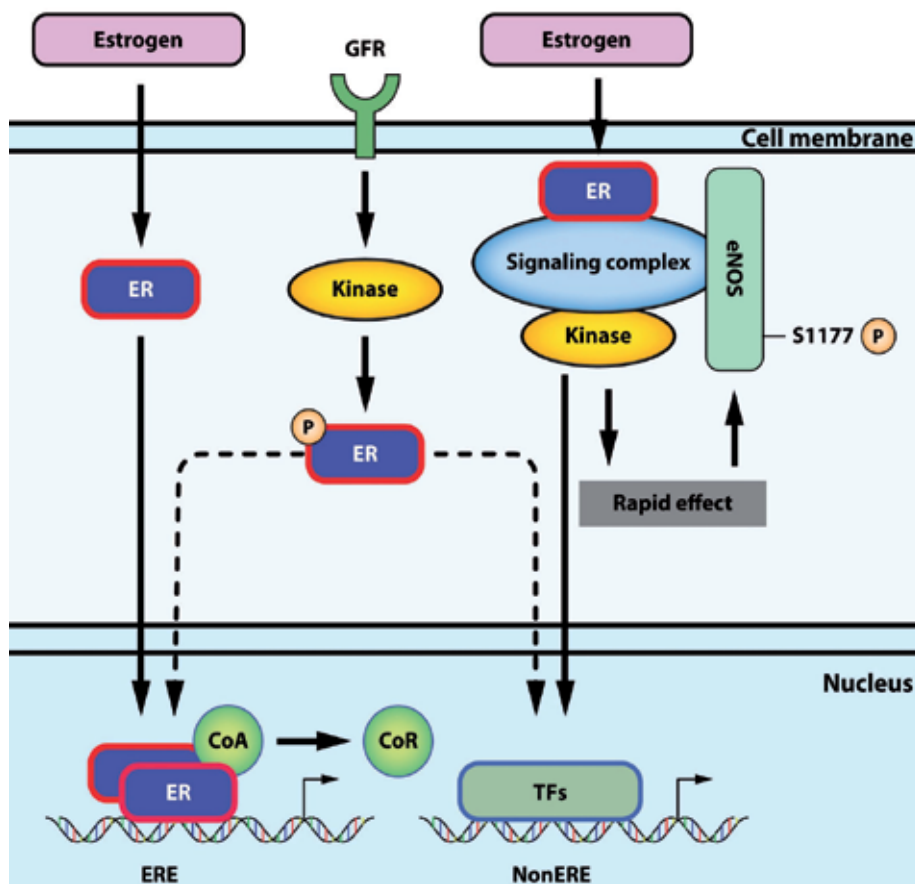 Estrogen
GFR
Estrogen
Cell membrane
ER
ER
Signaling complex
eNOS
Kinase
Kinase
S1177 P
P
ER
Rapid effect
Nucleus
CoA
CoR
ER
TFs
ERE
NonERE